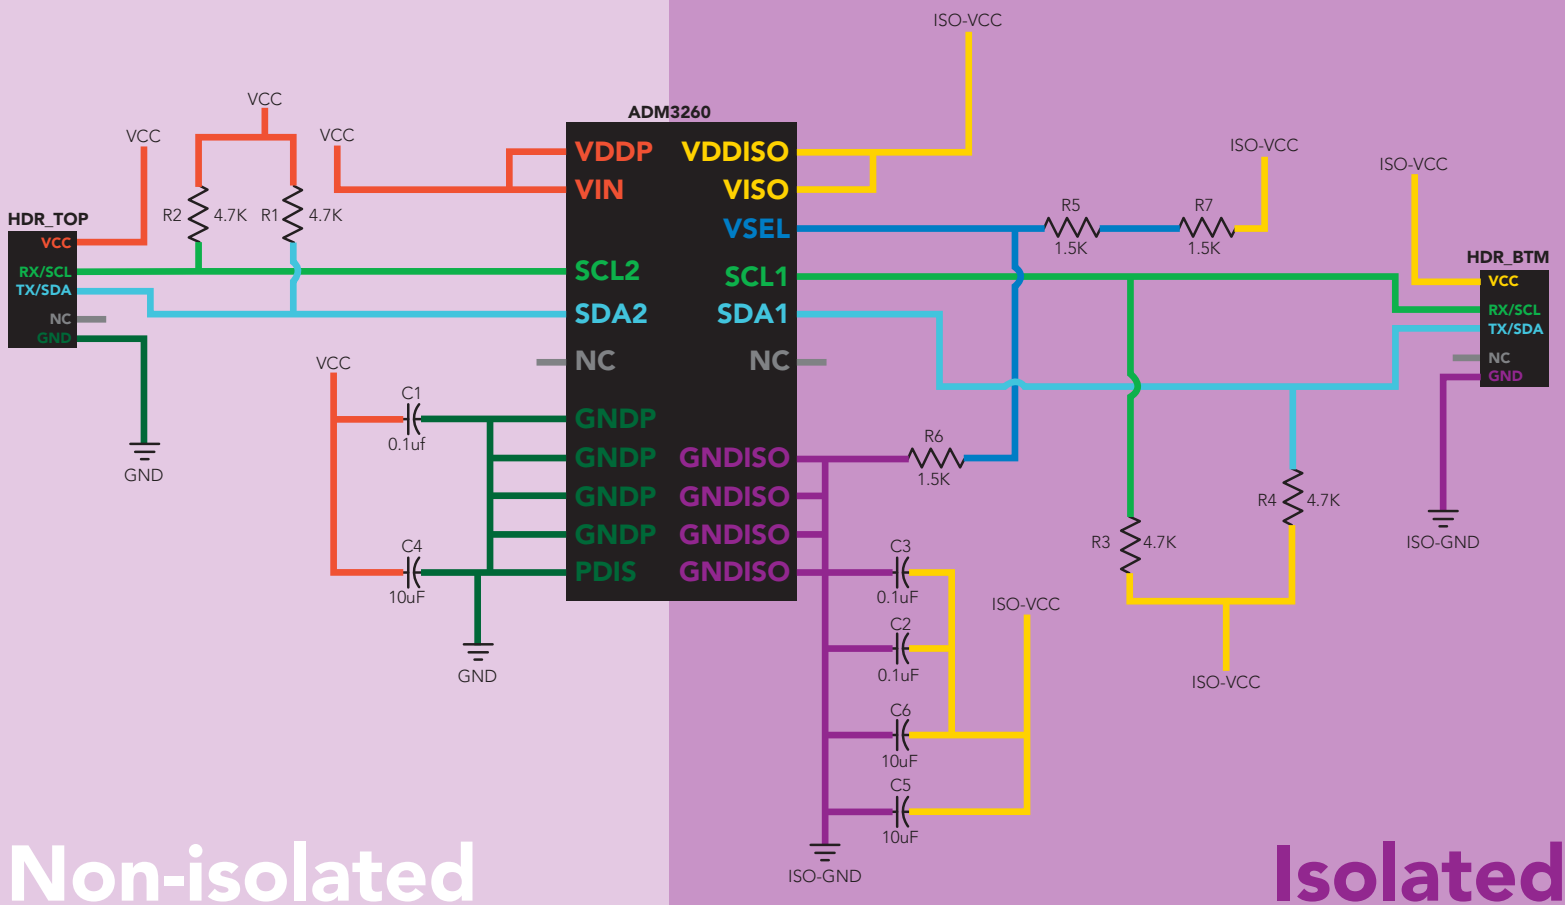 ISO-VCC
VCC
ADM3260
VCC
VCC
ISO-VCC
ISO-VCC
HDR_TOP
VCC
RX/SCL
TX/SDA
NC
GND
R2
4.7K
R1
4.7K
VDDP
VIN
SCL2
SDA2
NC
GNDP
GNDP
GNDP
GNDP
PDIS
VDDISO
VISO
VSEL
SCL1
SDA1
NC
GNDISO
GNDISO
GNDISO
GNDISO
R5
1.5K
R7
1.5K
HDR_BTM
VCC
RX/SCL
TX/SDA
NC
GND
VCC
C1
0.1uf
GND
R6
1.5K
R4
4.7K
R3
4.7K
ISO-GND
C4
10uF
C3
0.1uF
ISO-VCC
C2
0.1uF
GND
ISO-VCC
C6
10uF
C5
10uF
ISO-GND
Non-isolated
Isolated